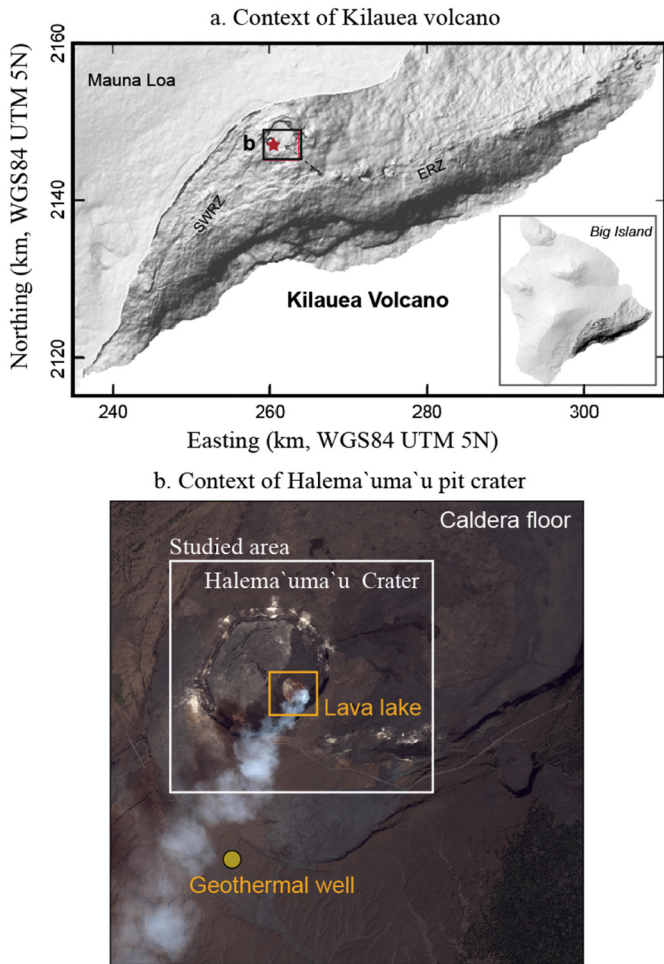 a. Context of Kilauea volcano
2160
Mauna Loa
b
2140
ERZ
SWRZ
Big Island
Northing (km, WGS84 UTM 5N)
Kilauea Volcano
2120
240
260
280
300
Easting (km, WGS84 UTM 5N)
b. Context of Halema`uma`u pit crater
Caldera floor
Studied area
Halema`uma`u Crater
Lava lake
Geothermal well